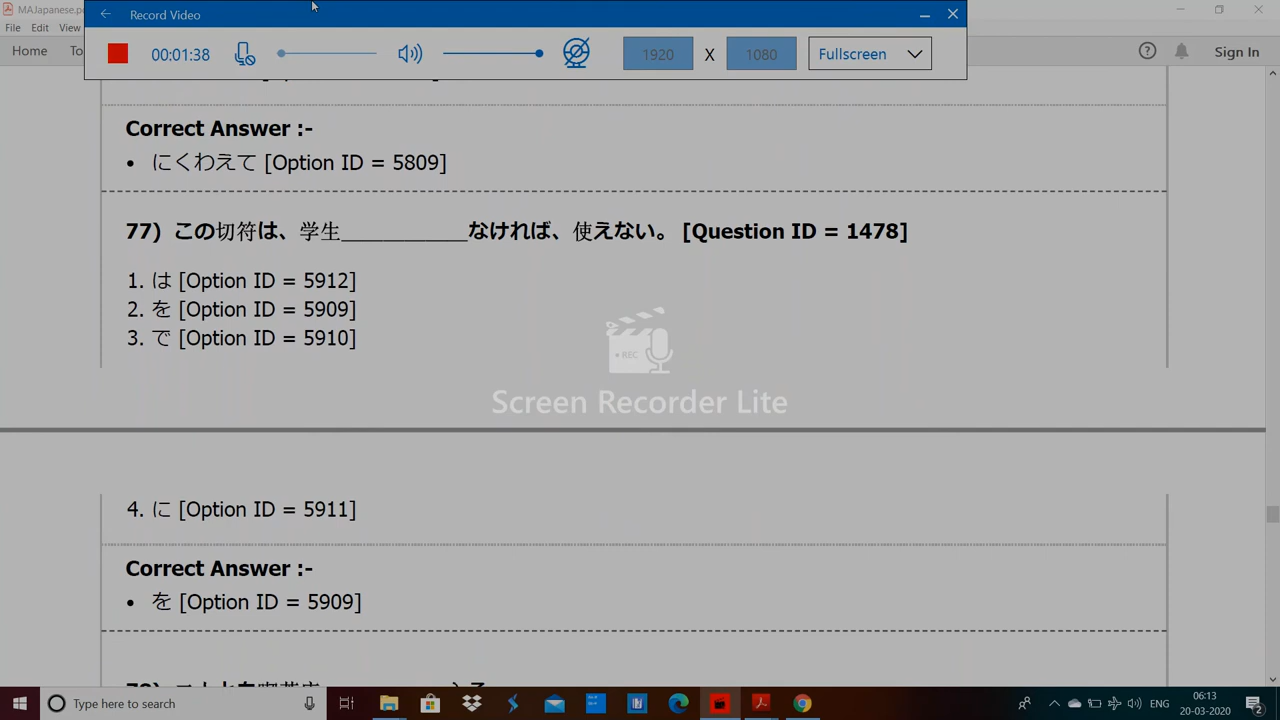 MAJapanese.p
Record Video
File Edit View
00:01:38
1920 X 1080 Fullscreen
Home To
Sign In
Correct Answer :-
• にくわえて [Option ID = 5809]
77) この切符は、学生____________なければ、使えない。 [Question ID = 1478]
1. は [Option ID = 5912]
2. を [Option ID = 5909]
3. で [Option ID = 5910]
REC
Screen Recorder Lite
4. に [Option ID = 5911]
Correct Answer :-
• を [Option ID = 5909]
Type here to search
ENG
06:13
20-03-2020
2